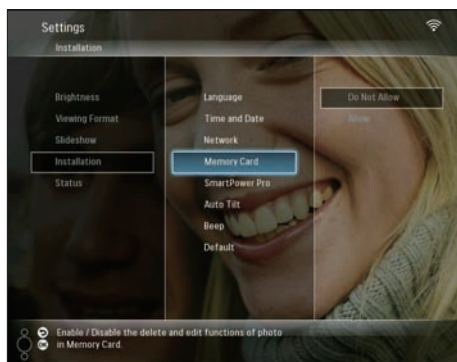 Settings
Installation
Brightness
Viewing Format
Slideshow
Installation
Status
Language
Time and Date
Network
Memory Card
SmartPower Pro
Auto Tilt
Beep
Default
Do Not Allow
Allow
Enable / Disable the delete and edit functions of photo
in Memory Card.